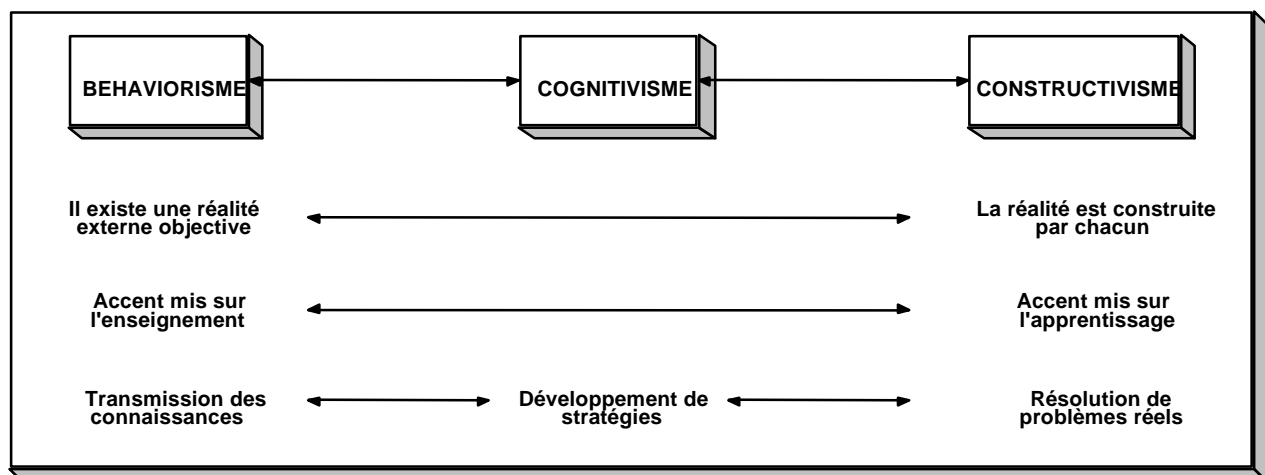 BEHAVIORISME
COGNITIVISME
CONSTRUCTIVISME
Il existe une réalité
externe objective
La réalité est construite
par chacun
Accent mis sur
l'enseignement
Accent mis sur
l'apprentissage
Transmission des
connaissances
Développement de
stratégies
Résolution de
problèmes réels